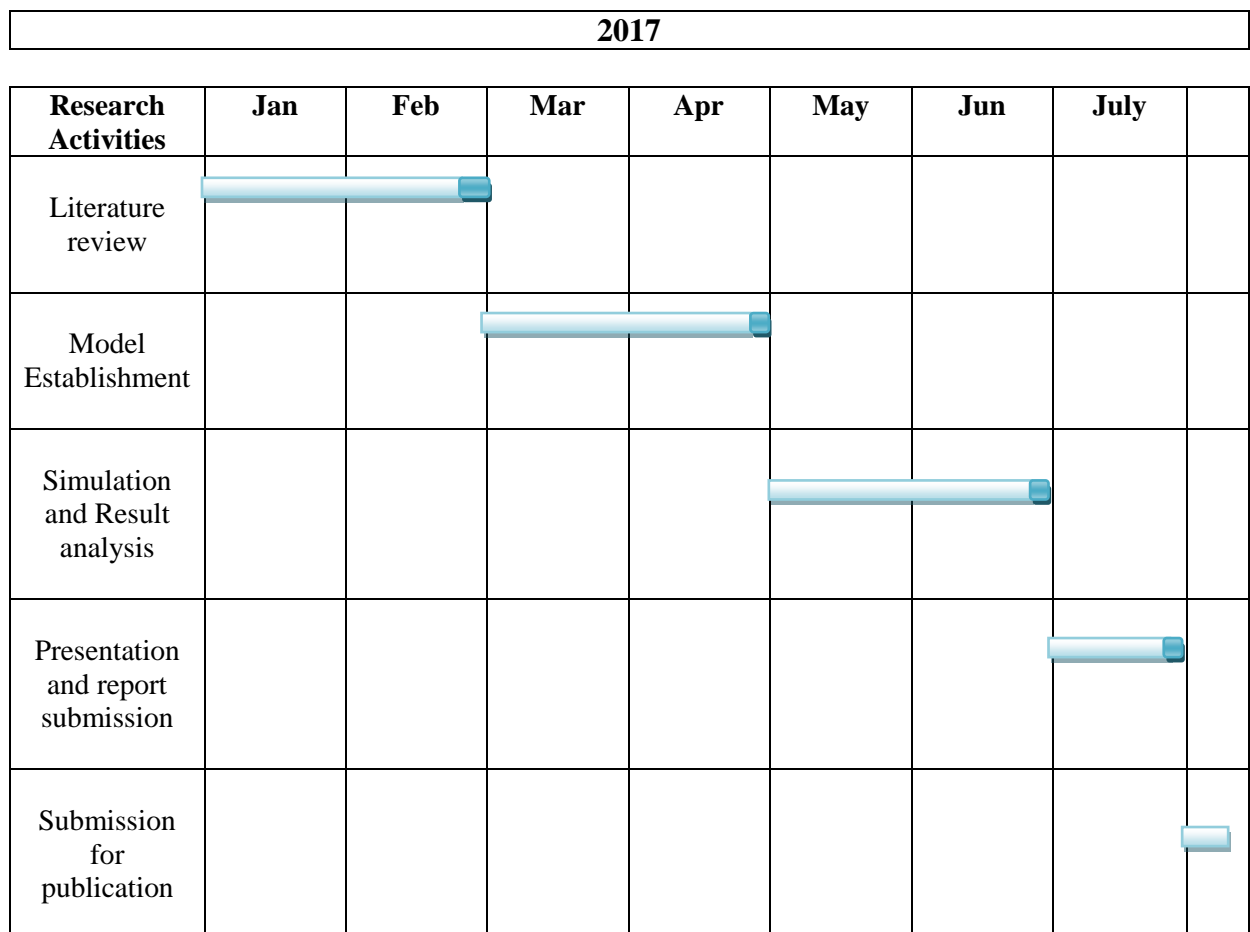 2017
Research Jan Feb Mar Apr May Jun July
Activities
Literature
review
Model
Establishment
Simulation
and Result
analysis
Presentation
and report
submission
Submission
for
publication